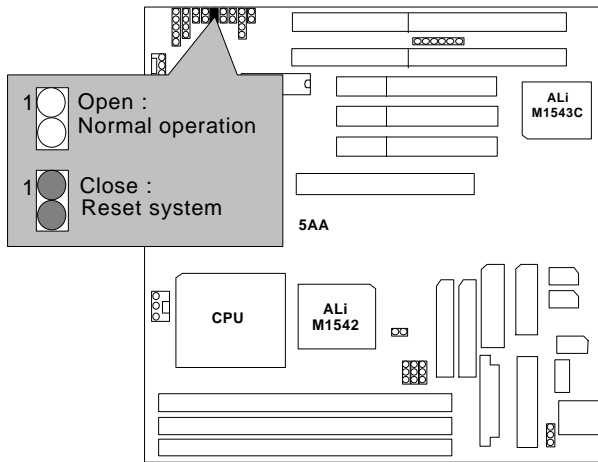 1 Open :
Normal operation
1 Close :
Reset system
ALi
M1543C
5AA
CPU
ALi
M1542